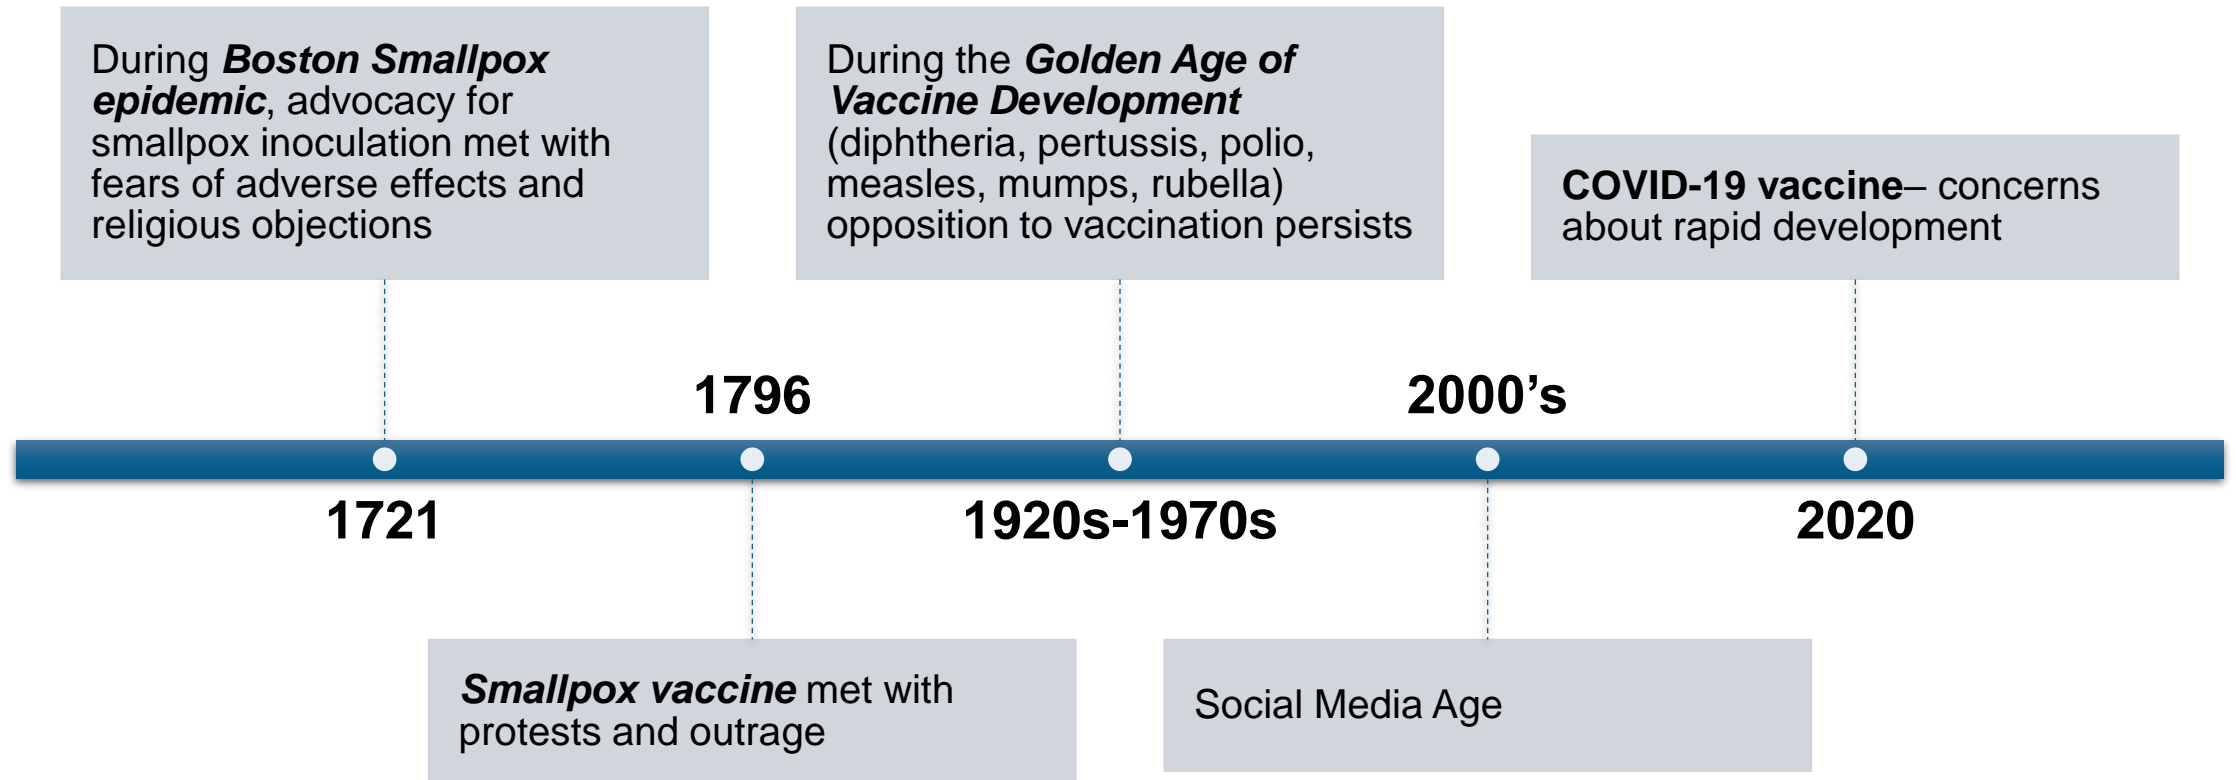 During Boston Smallpox
epidemic, advocacy for
smallpox inoculation met with
fears of adverse effects and
religious objections
During the Golden Age of
Vaccine Development
(diphtheria, pertussis, polio,
measles, mumps, rubella)
opposition to vaccination persists
COVID-19 vaccine– concerns
about rapid development
1796
2000’s
1721
1920s-1970s
2020
Smallpox vaccine met with
protests and outrage
Social Media Age